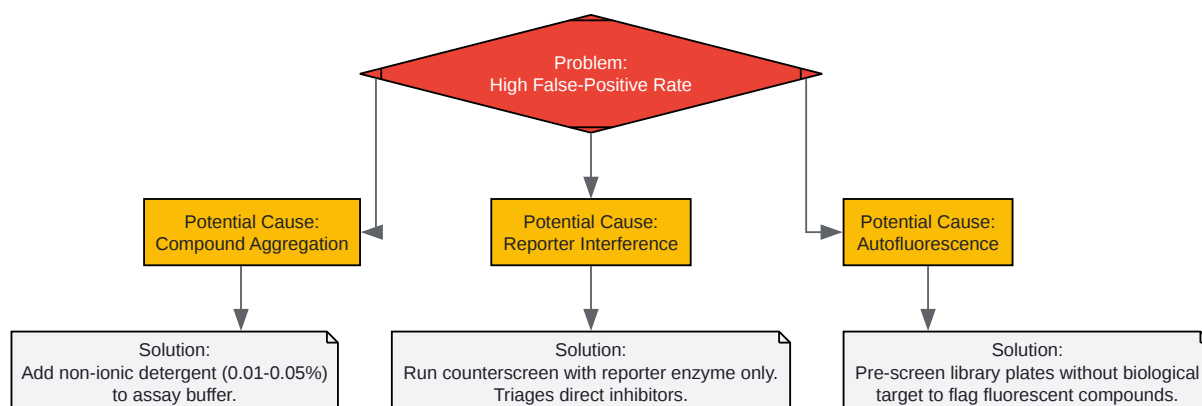 Problem:
High False-Positive Rate
Potential Cause:
Compound Aggregation
Potential Cause:
Reporter Interference
Potential Cause:
Autofluorescence
Solution:
Add non-ionic detergent (0.01-0.05%)
to assay buffer.
Solution:
Run counterscreen with reporter enzyme only.
Triages direct inhibitors.
Solution:
Pre-screen library plates without biological
target to flag fluorescent compounds.